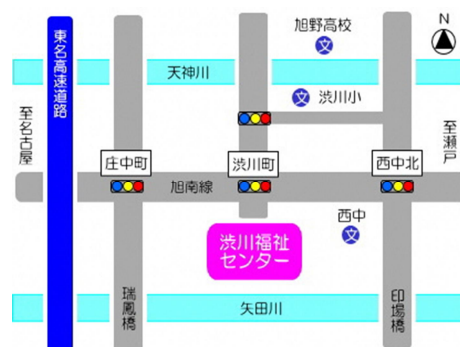 旭野高校
N
文
東名高速道路
天神川
文 渋川小
至名古屋
至瀬戸
庄中町
渋川町
西中北
旭南線
西中
文
渋川福祉
センター
瑞鳳橋
矢田川
印場橋